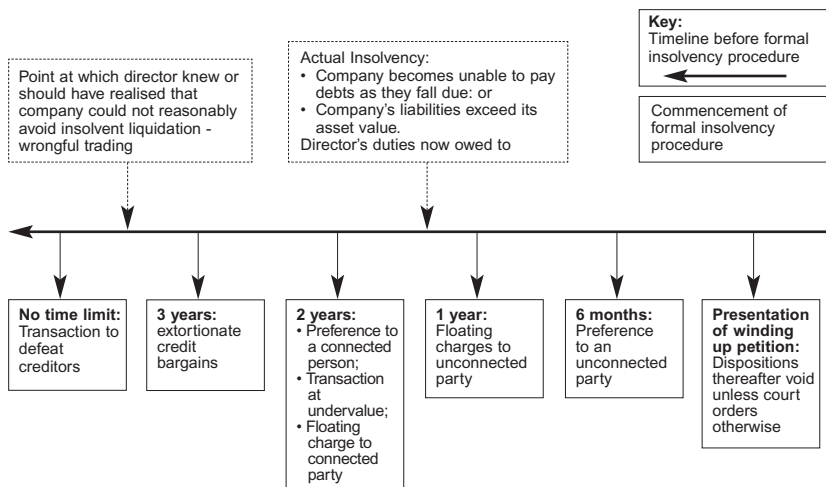 Point at which director knew or
should have realised that
company could not reasonably
avoid insolvent liquidation -
wrongful trading
Actual Insolvency:
• Company becomes unable to pay
debts as they fall due: or
• Company's liabilities exceed its
asset value.
Director's duties now owed to
Key:
Timeline before formal
insolvency procedure
Commencement of
formal insolvency
procedure
No time limit:
Transaction to
defeat
creditors
3 years:
extortionate
credit
bargains
2 years:
• Preference to
a connected
person;
• Transaction
at
undervalue;
• Floating
charge to
connected
party
1 year:
Floating
charges to
unconnected
party
6 months:
Preference
to an
unconnected
party
Presentation
of winding
up petition:
Dispositions
thereafter void
unless court
orders
otherwise